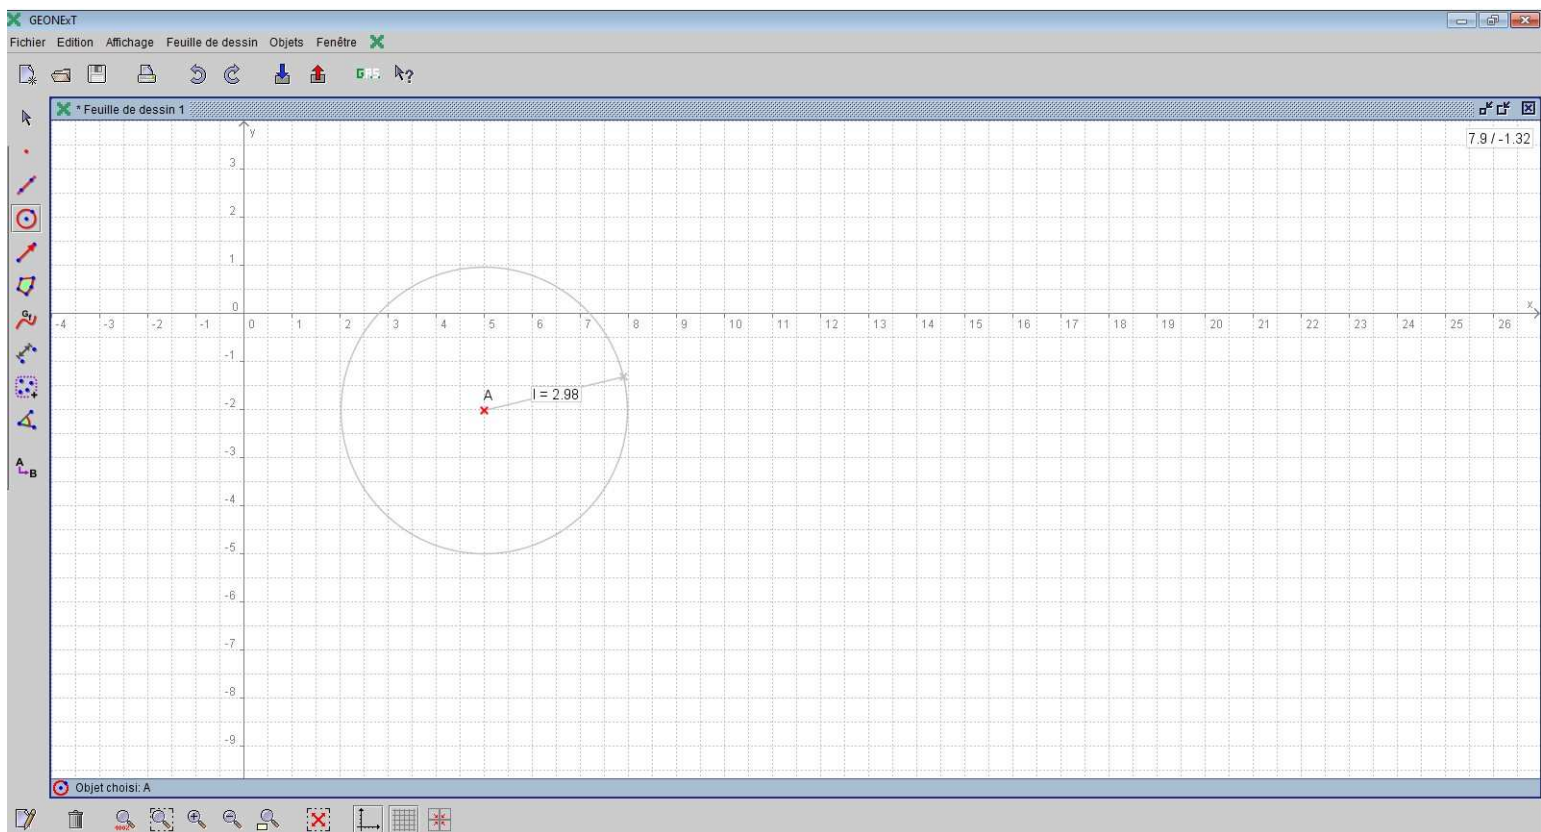 GEONExT
Fichier Edition Affichage Feuille de dessin Objets Fenêtre
* Feuille de dessin 1
7.9 / -1.32
y
3
2
1
0
x
-4 -3 -2 -1 0 1 2 3 4 5 6 7 8 9 10 11 12 13 14 15 16 17 18 19 20 21 22 23 24 25 26
-1
A
l = 2.98
-2
-3
A
B
-4
-5
-6
-7
-8
-9
Objet choisi: A